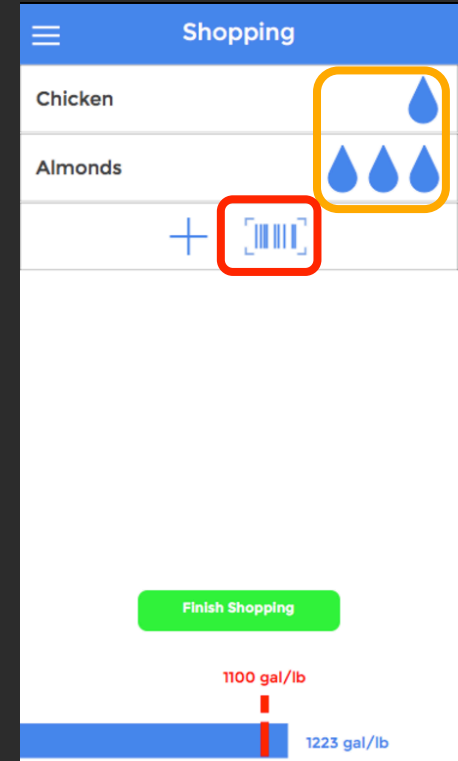 Shopping
Chicken
Almonds
Finish Shopping
1100 gal/lb
1223 gal/lb